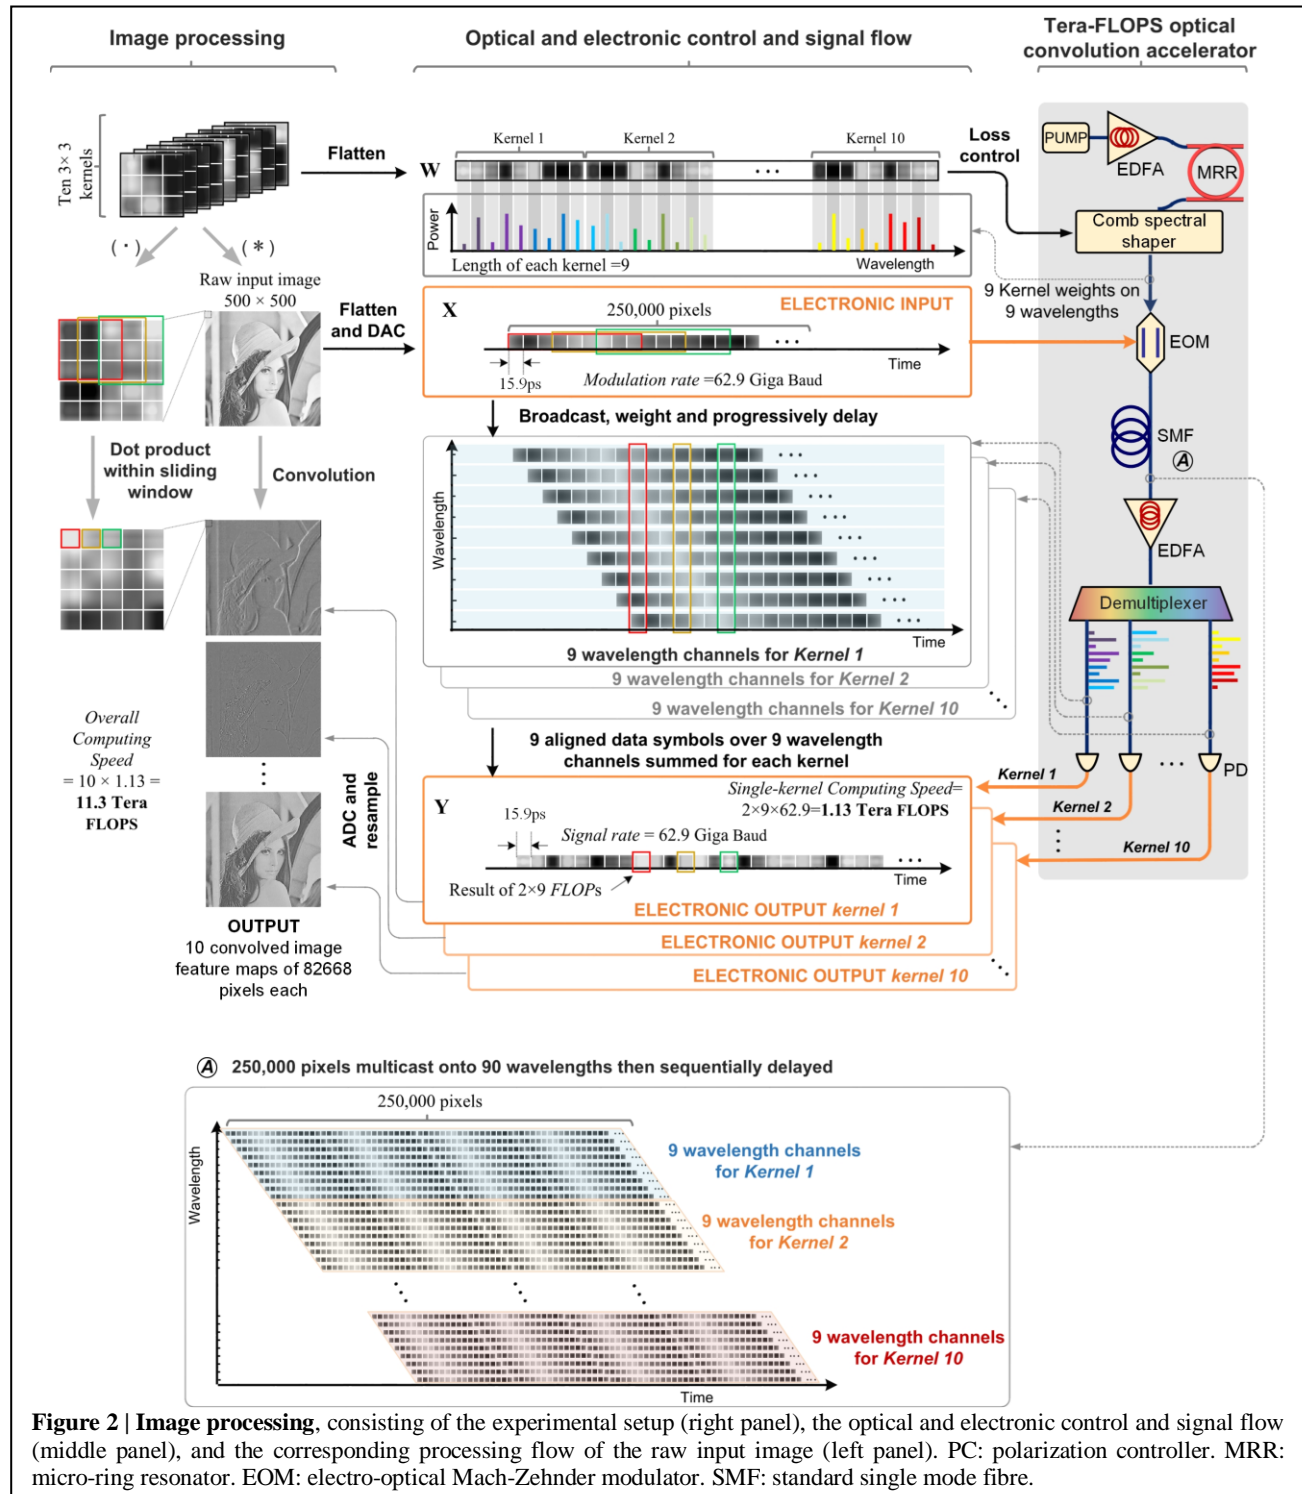 Image processing
Optical and electronic control and signal flow
Tera-FLOPS optical
convolution accelerator
Ten 3× 3
kernels
Flatten
W
Kernel 1
Kernel 2
Kernel 10
Loss
control
PUMP
EDFA
MRR
Comb spectral
shaper
Power
Length of each kernel =9
Wavelength
9 Kernel weights on
9 wavelengths
( · )
( * )
Raw input image
500 × 500
Flatten
and DAC
X
ELECTRONIC INPUT
250,000 pixels
Time
15.9ps
Modulation rate =62.9 Giga Baud
EOM
Broadcast, weight and progressively delay
SMF
A
EDFA
Dot product
within sliding
window
Convolution
Wavelength
Time
9 wavelength channels for Kernel 1
9 wavelength channels for Kernel 2
9 wavelength channels for Kernel 10
Demultiplexer
9 aligned data symbols over 9 wavelength
channels summed for each kernel
Overall
Computing
Speed
= 10 × 1.13 =
11.3 Tera
FLOPS
ADC and
resample
Y
Single-kernel Computing Speed=
2×9×62.9=1.13 Tera FLOPS
15.9ps
Signal rate = 62.9 Giga Baud
Time
Result of 2×9 FLOPs
ELECTRONIC OUTPUT kernel 1
ELECTRONIC OUTPUT kernel 2
ELECTRONIC OUTPUT kernel 10
Kernel 1
Kernel 2
Kernel 10
PD
OUTPUT
10 convolved image
feature maps of 82668
pixels each
A 250,000 pixels multicast onto 90 wavelengths then sequentially delayed
250,000 pixels
Wavelength
9 wavelength channels
for Kernel 1
9 wavelength channels
for Kernel 2
9 wavelength channels
for Kernel 10
Time
Figure 2 | Image processing, consisting of the experimental setup (right panel), the optical and electronic control and signal flow
(middle panel), and the corresponding processing flow of the raw input image (left panel). PC: polarization controller. MRR:
micro-ring resonator. EOM: electro-optical Mach-Zehnder modulator. SMF: standard single mode fibre.